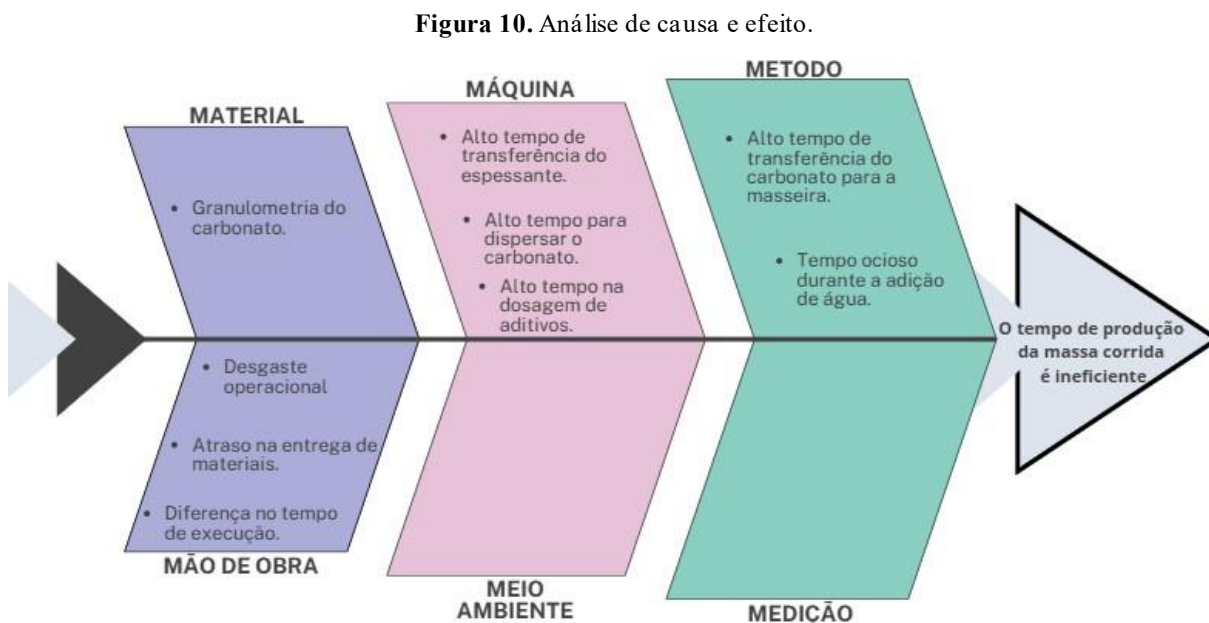 Figura 10. Análise de causa e efeito.
MATERIAL
• Granulometria do
carbonato.
MÁQUINA
• Alto tempo de
transferência do
espessante.
• Alto tempo para
dispersar o
carbonato.
• Alto tempo na
dosagem de
aditivos.
METODO
• Alto tempo de
transferência do
carbonato para a
masseira.
• Tempo ocioso
durante a adição
de água.
O tempo de produção
da massa corrida
é ineficiente
• Desgaste
operacional
• Atraso na entrega de
materiais.
• Diferença no tempo
de execução.
MÃO DE OBRA
MEIO
AMBIENTE
MEDIÇÃO